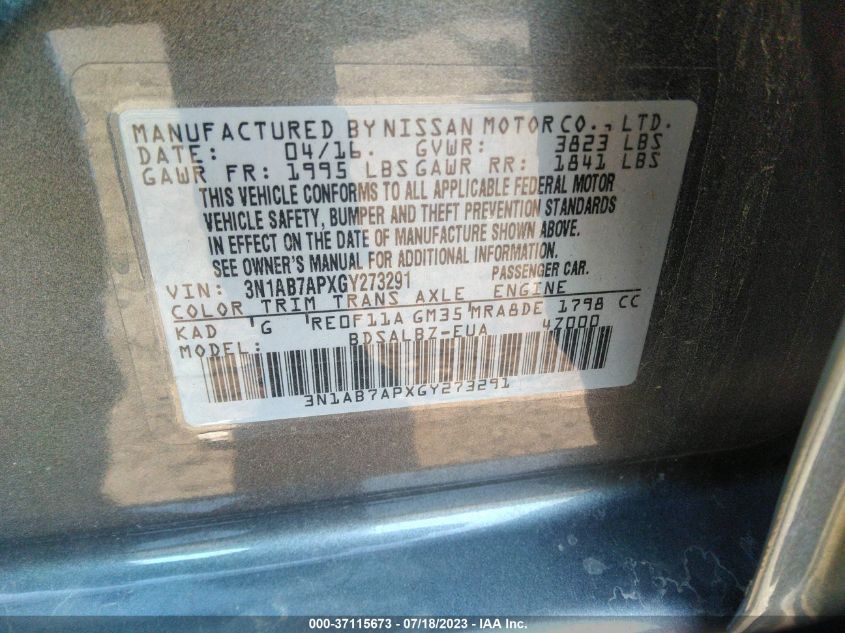 MANUFACTURED BY NISSAN MOTOR CO., LTD.
DATE: 04/16. GVWR: 3823 LBS
GAWR FR: 1995 LBS GAWR RR: 1841 LBS
THIS VEHICLE CONFORMS TO ALL APPLICABLE FEDERAL MOTOR
VEHICLE SAFETY, BUMPER AND THEFT PREVENTION STANDARDS
IN EFFECT ON THE DATE OF MANUFACTURE SHOWN ABOVE.
SEE OWNER'S MANUAL FOR ADDITIONAL INFORMATION.
VIN: 3N1AB7APXGY273291 PASSENGER CAR.
COLOR TRIM TRANS AXLE ENGINE
KAD G RE0F11A GM35 MRA8DE 1798 CC
MODEL: BDSALBZ-EUA 4Z000
3N1AB7APXGY273291
000-37115673 - 07/18/2023 - IAA Inc.